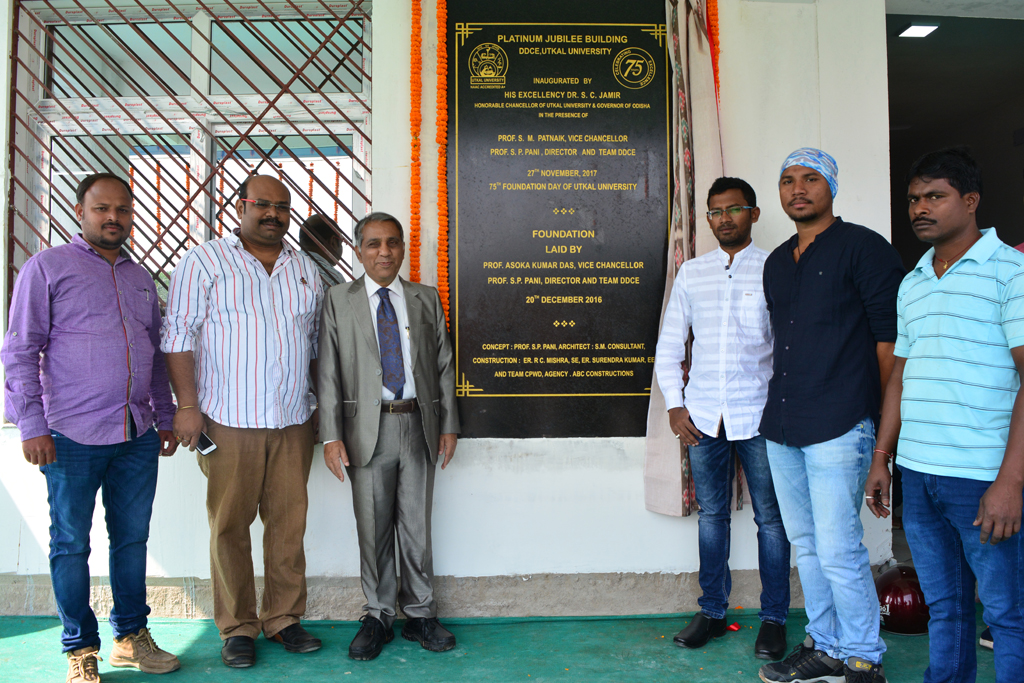 PLATINUM JUBILEE BUILDING
DDCE,UTKAL UNIVERSITY
UTKAL UNIVERSITY
NAAC ACCREDITED A+
75
INAUGURATED BY
HIS EXCELLENCY DR. S. C. JAMIR
HONORABLE CHANCELLOR OF UTKAL UNIVERSITY & GOVERNOR OF ODISHA
IN THE PRESENCE OF
PROF. S. M. PATNAIK, VICE CHANCELLOR
PROF. S. P. PANI , DIRECTOR AND TEAM DDCE
27TH NOVEMBER, 2017
75TH FOUNDATION DAY OF UTKAL UNIVERSITY
FOUNDATION
LAID BY
PROF. ASOKA KUMAR DAS, VICE CHANCELLOR
PROF. S.P. PANI, DIRECTOR AND TEAM DDCE
20TH DECEMBER 2016
CONCEPT : PROF. S.P. PANI, ARCHITECT : S.M. CONSULTANT,
CONSTRUCTION : ER. R C. MISHRA, SE, ER. SURENDRA KUMAR, EE
AND TEAM CPWD, AGENCY . ABC CONSTRUCTIONS